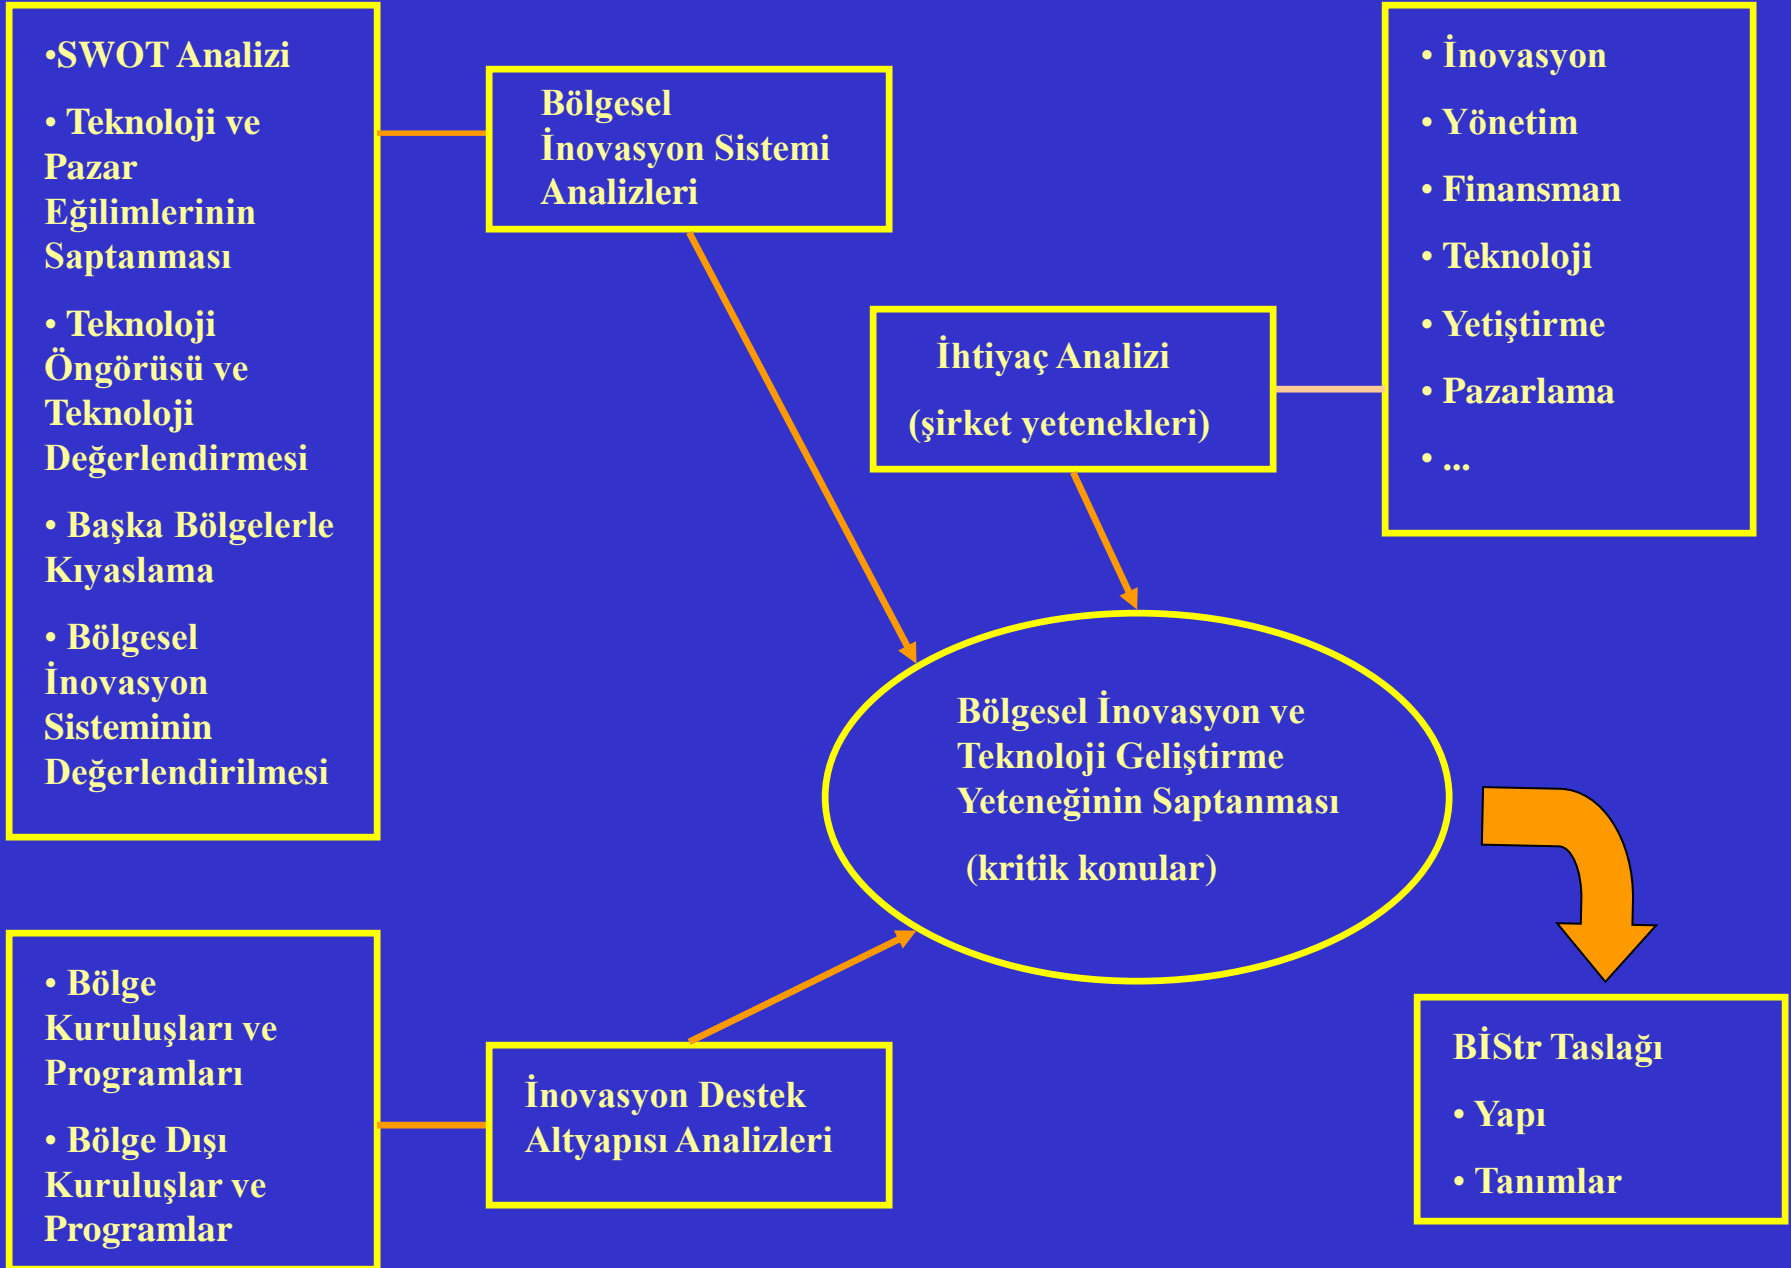 •SWOT Analizi
• Teknoloji ve
Pazar
Eğilimlerinin
Saptanması
• Teknoloji
Öngörüsü ve
Teknoloji
Değerlendirmesi
• Başka Bölgelerle
Kıyaslama
• Bölgesel
İnovasyon
Sisteminin
Değerlendirilmesi
Bölgesel
İnovasyon Sistemi
Analizleri
İhtiyaç Analizi
(şirket yetenekleri)
• İnovasyon
• Yönetim
• Finansman
• Teknoloji
• Yetiştirme
• Pazarlama
• ...
Bölgesel İnovasyon ve
Teknoloji Geliştirme
Yeteneğinin Saptanması
(kritik konular)
• Bölge
Kuruluşları ve
Programları
• Bölge Dışı
Kuruluşlar ve
Programlar
İnovasyon Destek
Altyapısı Analizleri
BİStr Taslağı
• Yapı
• Tanımlar